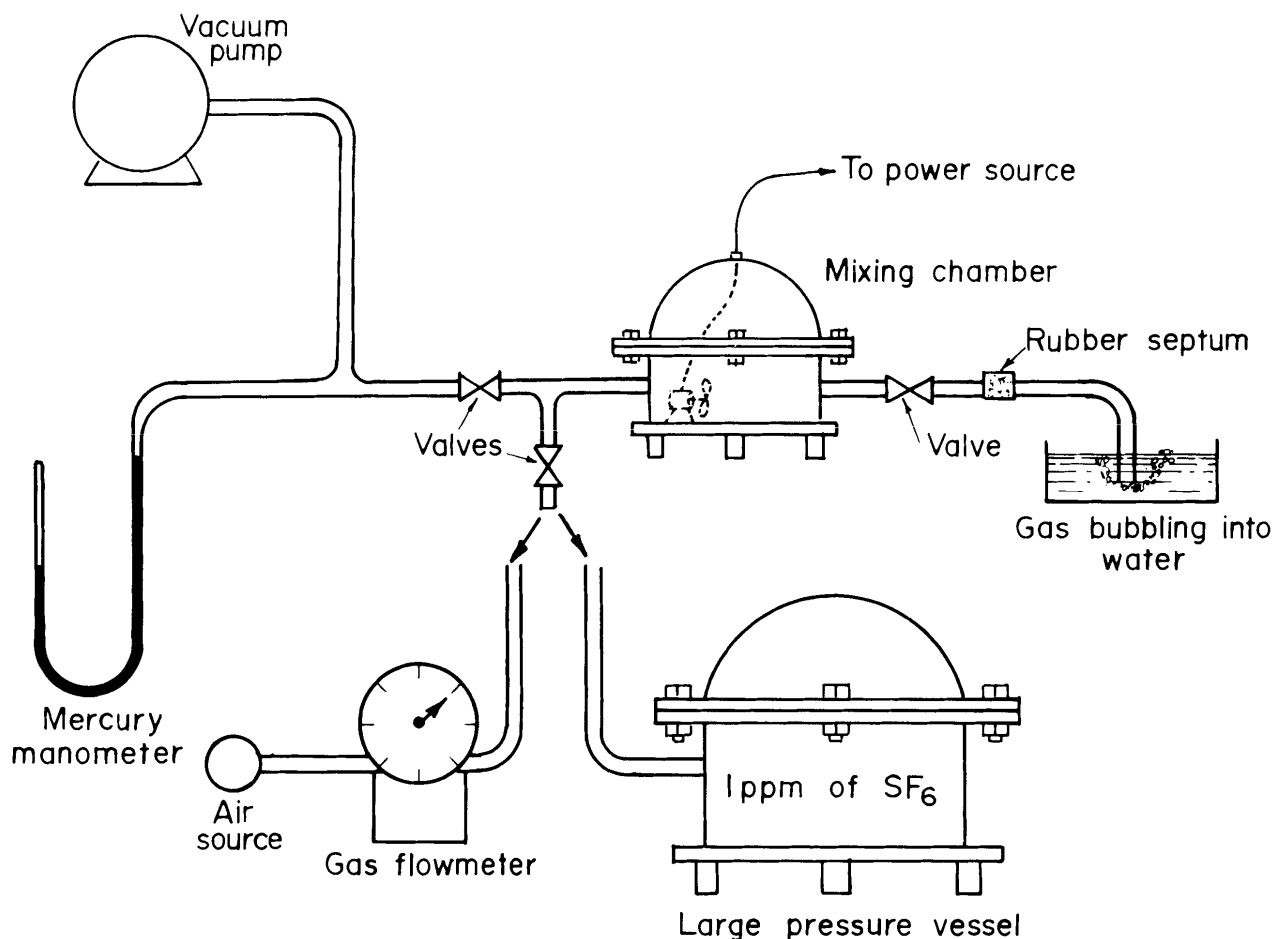 Vacuum
pump
To power source
Mixing chamber
Rubber septum
Valves
Valve
Gas bubbling into
water
Mercury
manometer
Air
source
Gas flowmeter
1ppm of SF₆
Large pressure vessel